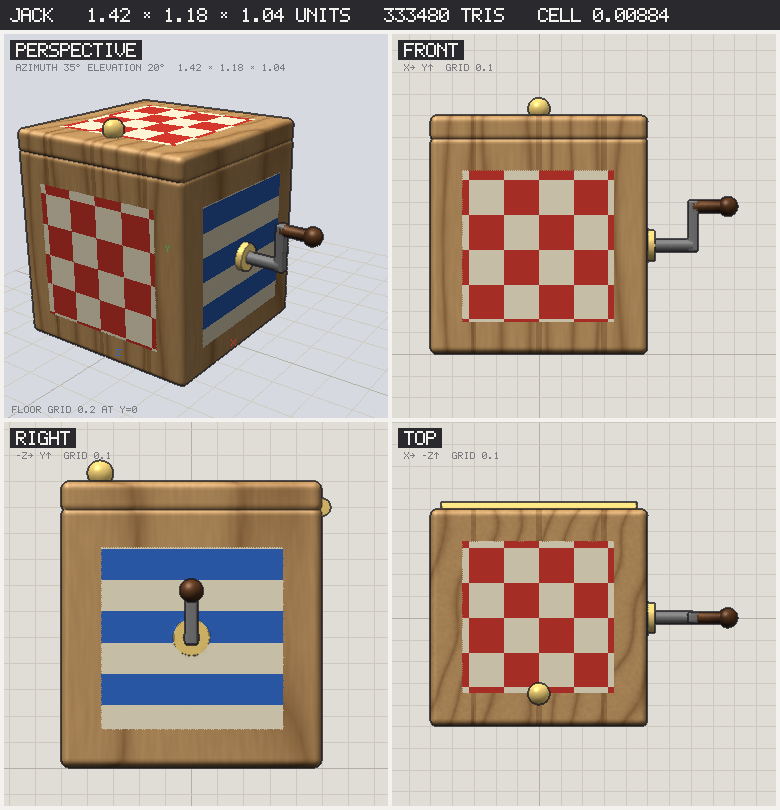 JACK 1.42 × 1.18 × 1.04 UNITS 333480 TRIS CELL 0.00884
PERSPECTIVE
AZIMUTH 35° ELEVATION 20° 1.42 × 1.18 × 1.04
FLOOR GRID 0.2 AT Y=0
FRONT
X→ Y↑ GRID 0.1
RIGHT
-Z→ Y↑ GRID 0.1
TOP
X→ -Z↑ GRID 0.1